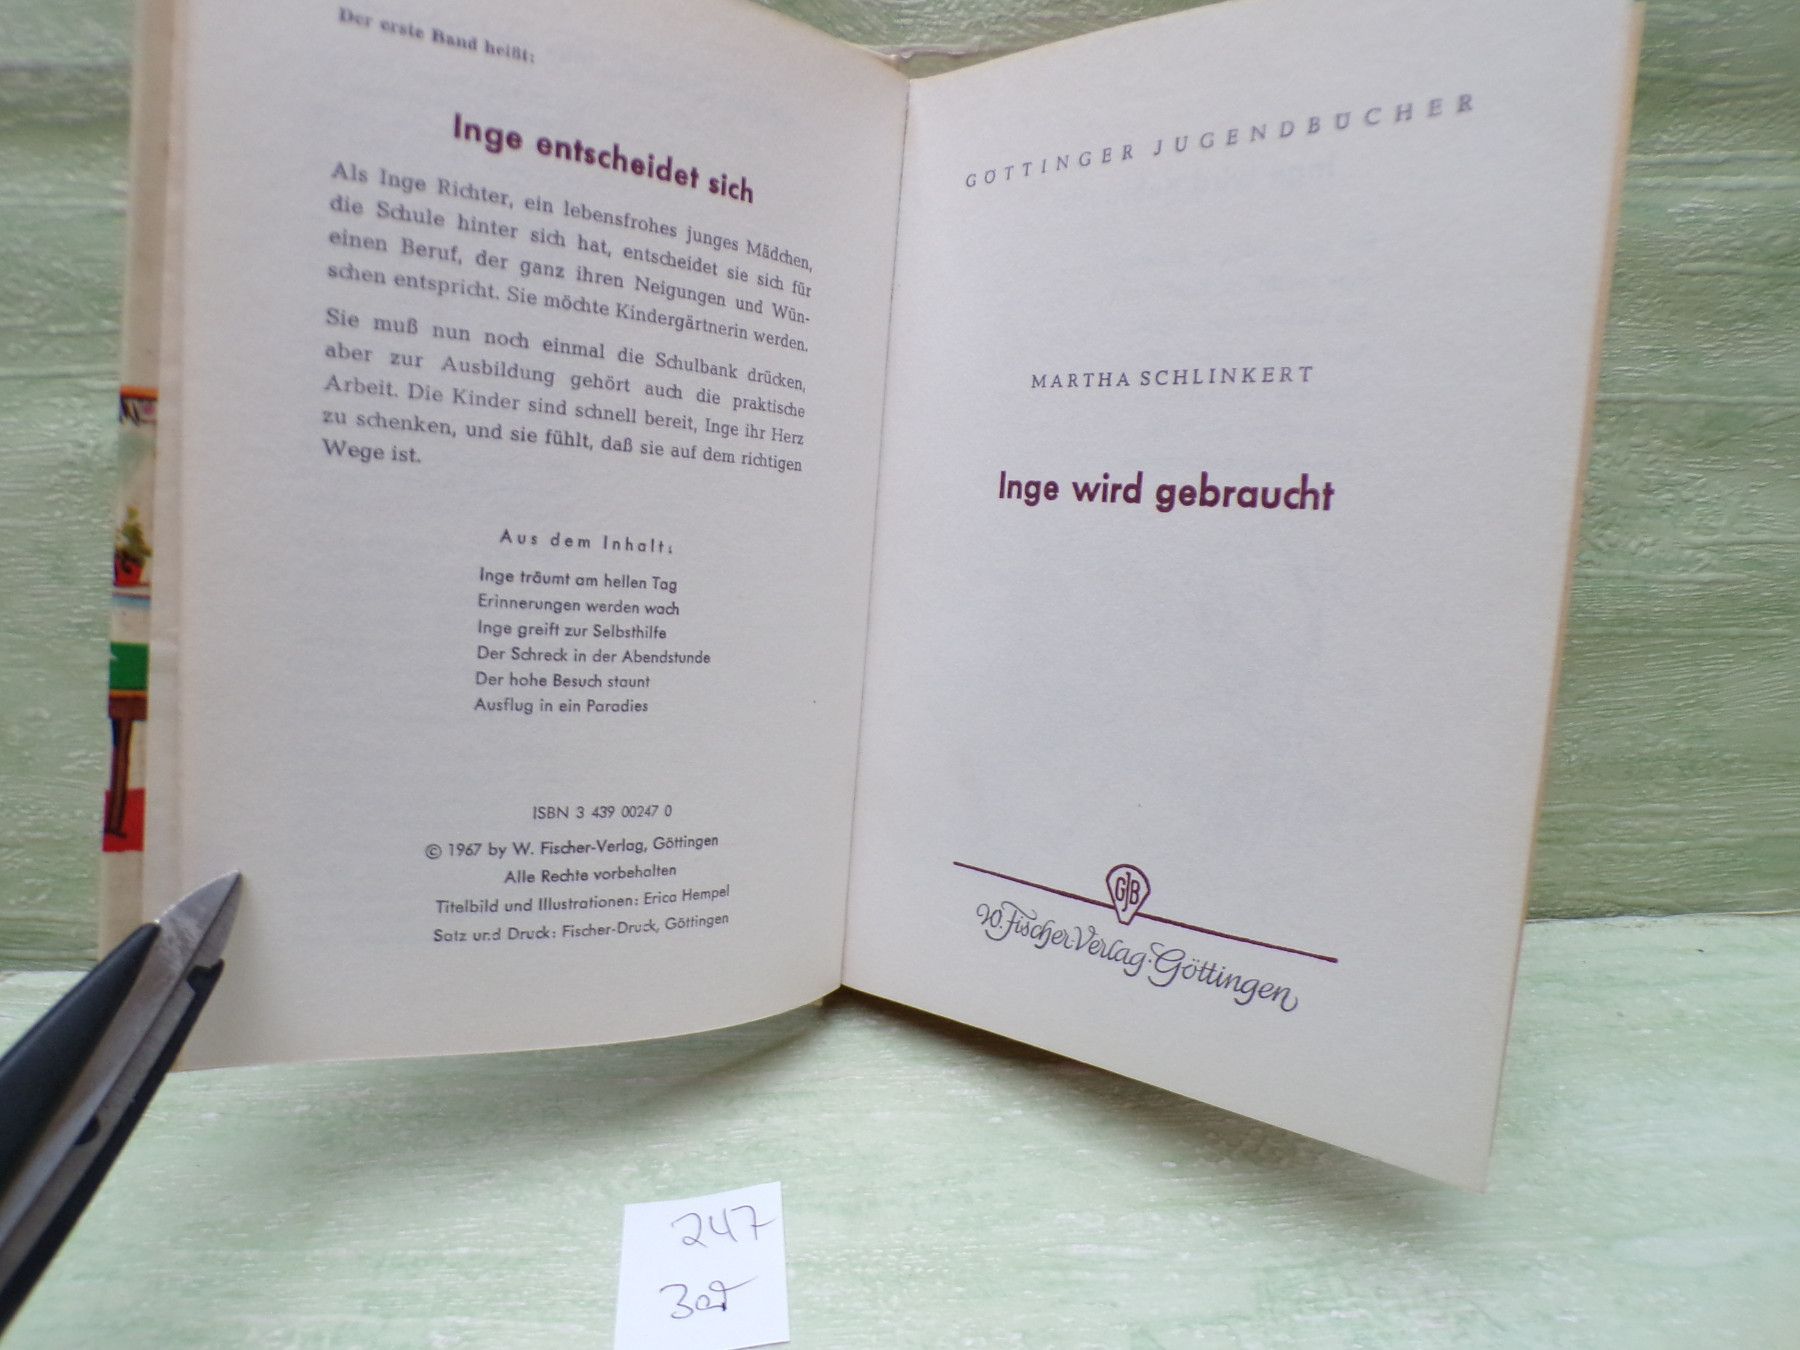 Der erste Band heißt:
Inge entscheidet sich
Als Inge Richter, ein lebensfrohes junges Mädchen,
die Schule hinter sich hat, entscheidet sie sich für
einen Beruf, der ganz ihren Neigungen und Wün-
schen entspricht. Sie möchte Kindergärtnerin werden.
Sie muß nun noch einmal die Schulbank drücken,
aber zur Ausbildung gehört auch die praktische
Arbeit. Die Kinder sind schnell bereit, Inge ihr Herz
zu schenken, und sie fühlt, daß sie auf dem richtigen
Wege ist.
Aus dem Inhalt:
Inge träumt am hellen Tag
Erinnerungen werden wach
Inge greift zur Selbsthilfe
Der Schreck in der Abendstunde
Der hohe Besuch staunt
Ausflug in ein Paradies
ISBN 3 439 00247 0
© 1967 by W. Fischer-Verlag, Göttingen
Alle Rechte vorbehalten
Titelbild und Illustrationen: Erica Hempel
Satz und Druck: Fischer-Druck, Göttingen
GÖTTINGER JUGENDBÜCHER
MARTHA SCHLINKERT
Inge wird gebraucht
GJB
W. Fischer-Verlag · Göttingen
247